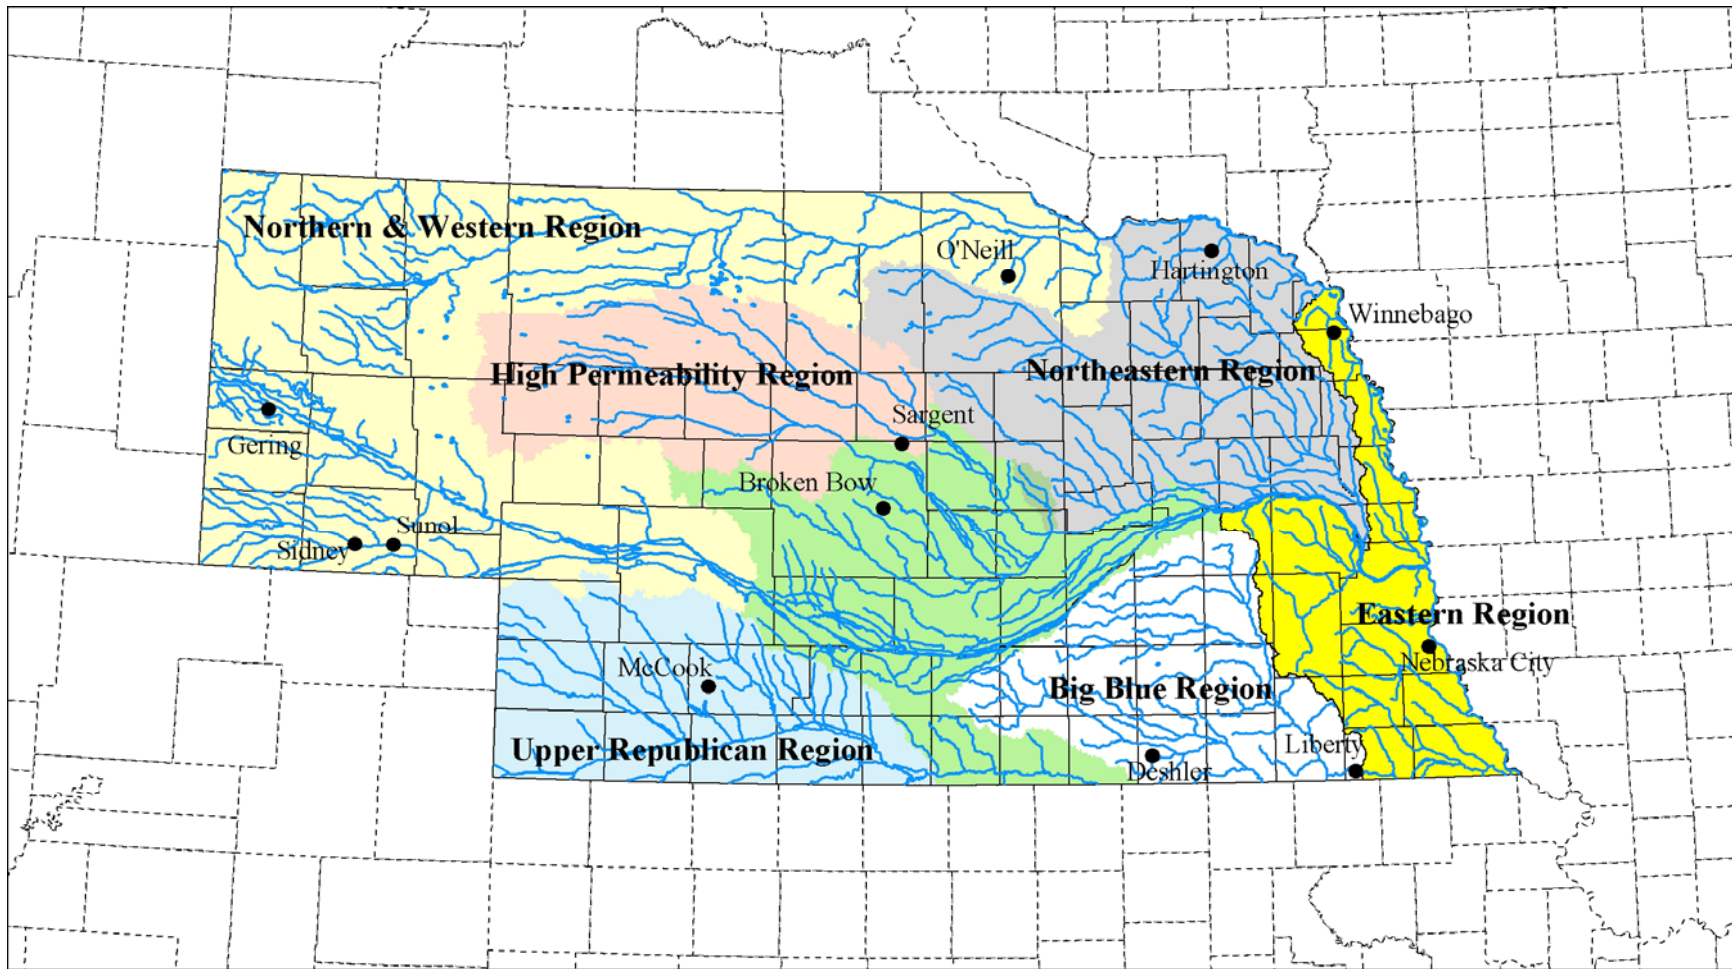 Northern & Western Region
O'Neill
Hartington
Winnebago
High Permeability Region
Northeastern Region
Sargent
Gering
Broken Bow
Sunol
Sidney
Eastern Region
Nebraska City
McCook
Big Blue Region
Upper Republican Region
Liberty
Deshler